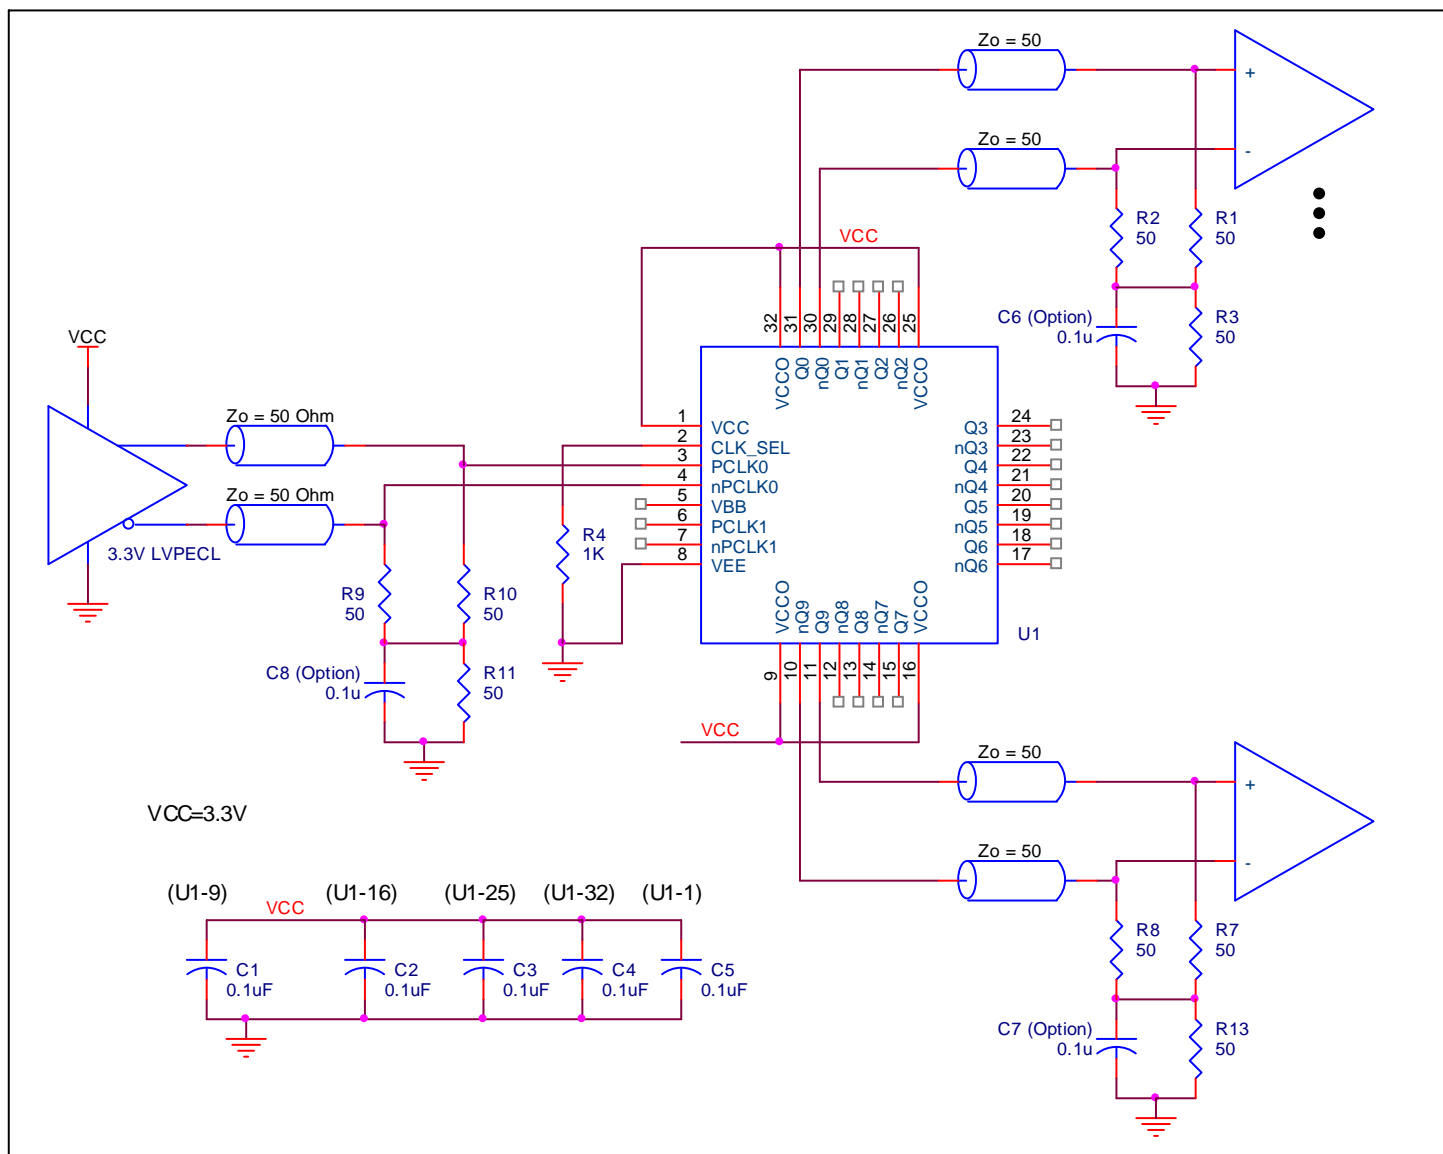 Zo = 50
+
Zo = 50
-
R2
50
R1
50
VCC
C6 (Option)
0.1u
R3
50
32
31
30
29
28
27
26
25
VCCO
Q0
nQ0
Q1
nQ1
Q2
nQ2
VCCO
VCC
Zo = 50 Ohm
Zo = 50 Ohm
3.3V LVPECL
1
2
3
4
5
6
7
8
VCC
CLK_SEL
PCLK0
nPCLK0
VBB
PCLK1
nPCLK1
VEE
24
23
22
21
20
19
18
17
Q3
nQ3
Q4
nQ4
Q5
nQ5
Q6
nQ6
R4
1K
R9
50
R10
50
C8 (Option)
0.1u
R11
50
VCCO
nQ9
Q9
nQ8
Q8
nQ7
Q7
VCCO
U1
9
10
11
12
13
14
15
16
VCC
Zo = 50
+
Zo = 50
-
R8
50
R7
50
C7 (Option)
0.1u
R13
50
VCC=3.3V
(U1-9)
(U1-16)
(U1-25)
(U1-32)
(U1-1)
VCC
C1
0.1uF
C2
0.1uF
C3
0.1uF
C4
0.1uF
C5
0.1uF